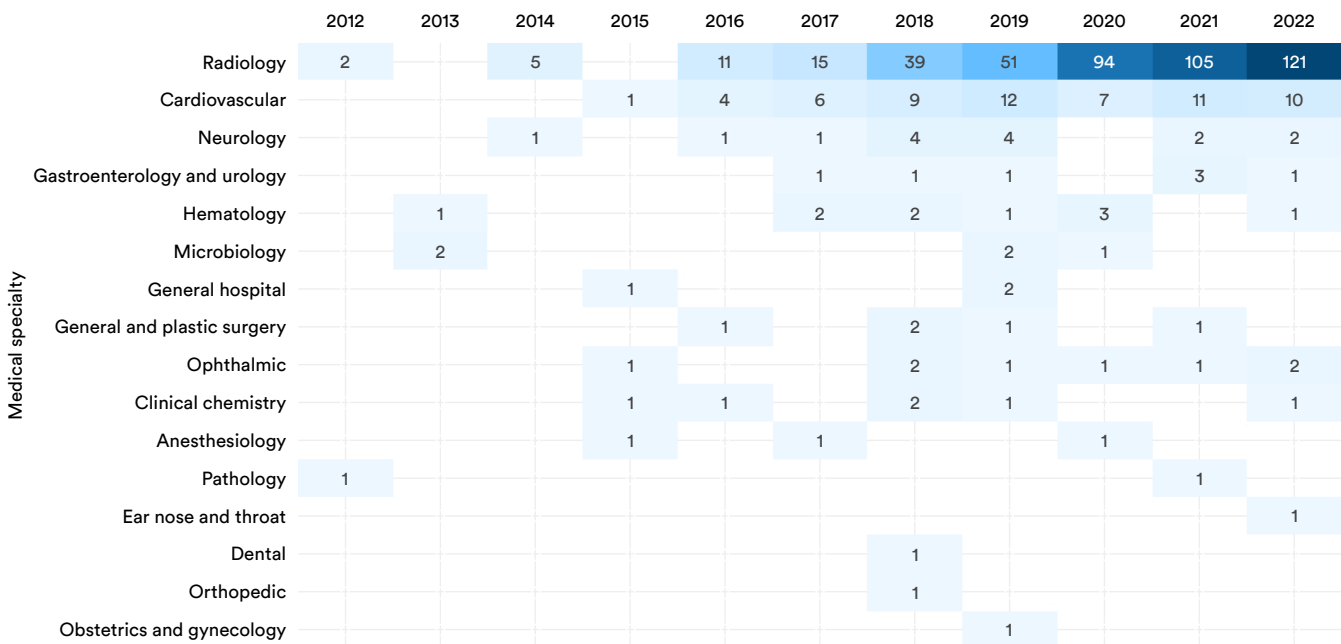 2012 2013 2014 2015 2016 2017 2018 2019 2020 2021 2022
Radiology 2 5 11 15 39 51 94 105 121
Cardiovascular 1 4 6 9 12 7 11 10
Neurology 1 1 1 4 4 2 2
Gastroenterology and urology 1 1 1 3 1
Hematology 1 2 2 1 3 1
Microbiology 2 2 1
General hospital 1 2
General and plastic surgery 1 2 1 1
Ophthalmic 1 2 1 1 1 2
Clinical chemistry 1 1 2 1 1
Anesthesiology 1 1 1
Pathology 1 1
Ear nose and throat 1
Dental 1
Orthopedic 1
Obstetrics and gynecology 1
Medical specialty